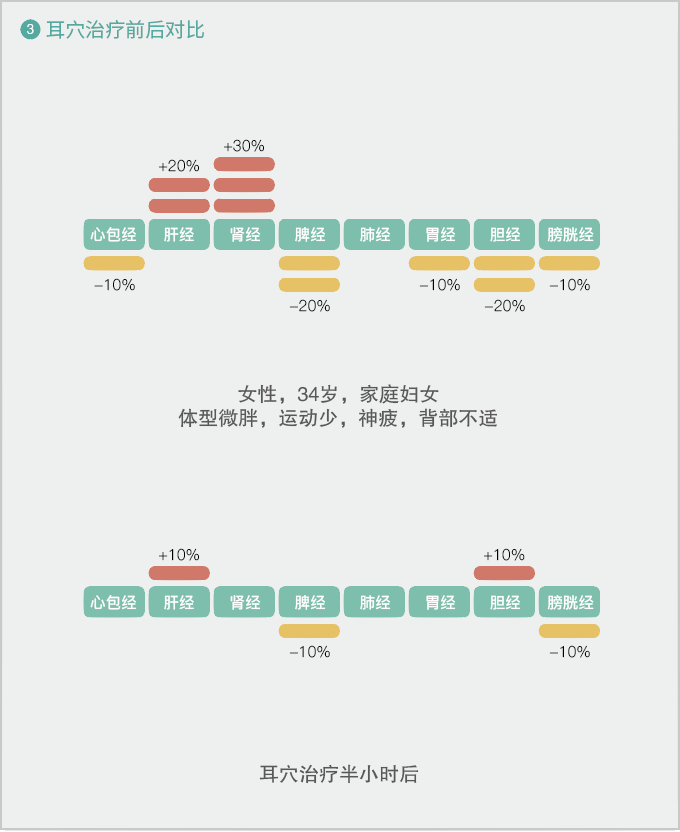 3 耳穴治疗前后对比
+30%
+20%
心包经 肝经 肾经 脾经 肺经 胃经 胆经 膀胱经
–10% –10% –10%
–20% –20%
女性，34岁，家庭妇女
体型微胖，运动少，神疲，背部不适
+10% +10%
心包经 肝经 肾经 脾经 肺经 胃经 胆经 膀胱经
–10% –10%
耳穴治疗半小时后